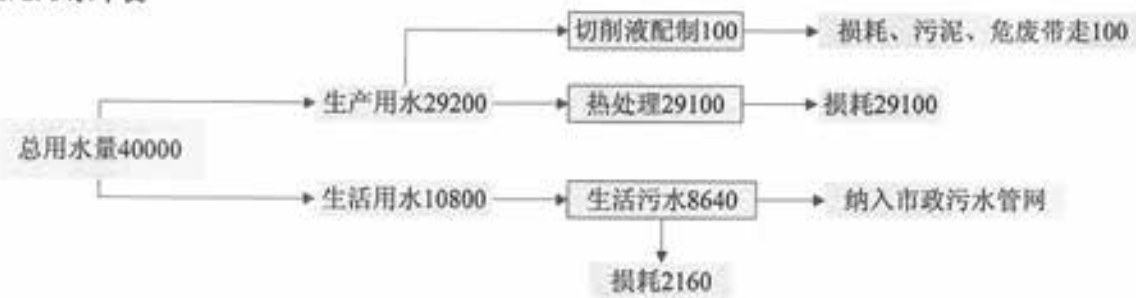 切削液配制100
损耗、污泥、危废带走100
生产用水29200
热处理29100
损耗29100
总用水量40000
生活用水10800
生活污水8640
纳入市政污水管网
损耗2160